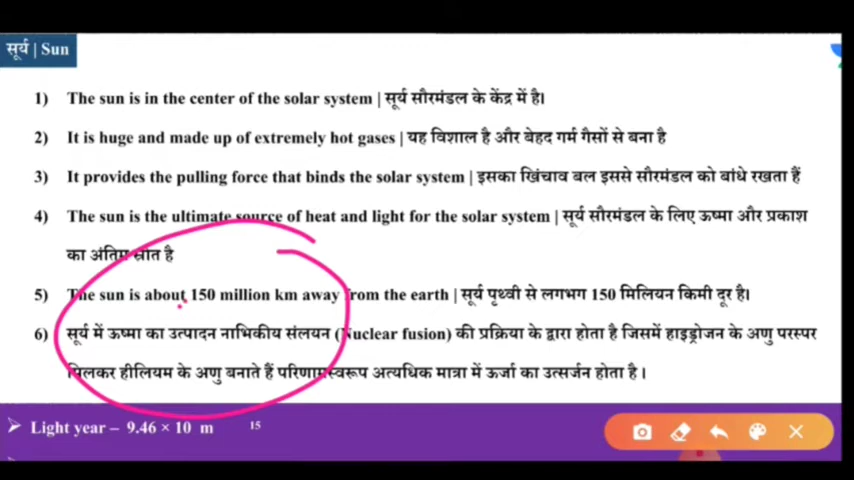 सूर्य | Sun
1) The sun is in the center of the solar system | सूर्य सौरमंडल के केंद्र में है।
2) It is huge and made up of extremely hot gases | यह विशाल है और बेहद गर्म गैसों से बना है
3) It provides the pulling force that binds the solar system | इसका खिंचाव बल इससे सौरमंडल को बांधे रखता हैं
4) The sun is the ultimate source of heat and light for the solar system | सूर्य सौरमंडल के लिए ऊष्मा और प्रकाश
का अंतिम स्रोत है
5) The sun is about 150 million km away from the earth | सूर्य पृथ्वी से लगभग 150 मिलियन किमी दूर है।
6) सूर्य में ऊष्मा का उत्पादन नाभिकीय संलयन (Nuclear fusion) की प्रक्रिया के द्वारा होता है जिसमें हाइड्रोजन के अणु परस्पर
मिलकर हीलियम के अणु बनाते हैं परिणामस्वरूप अत्यधिक मात्रा में ऊर्जा का उत्सर्जन होता है।
Light year – 9.46 × 10 15 m